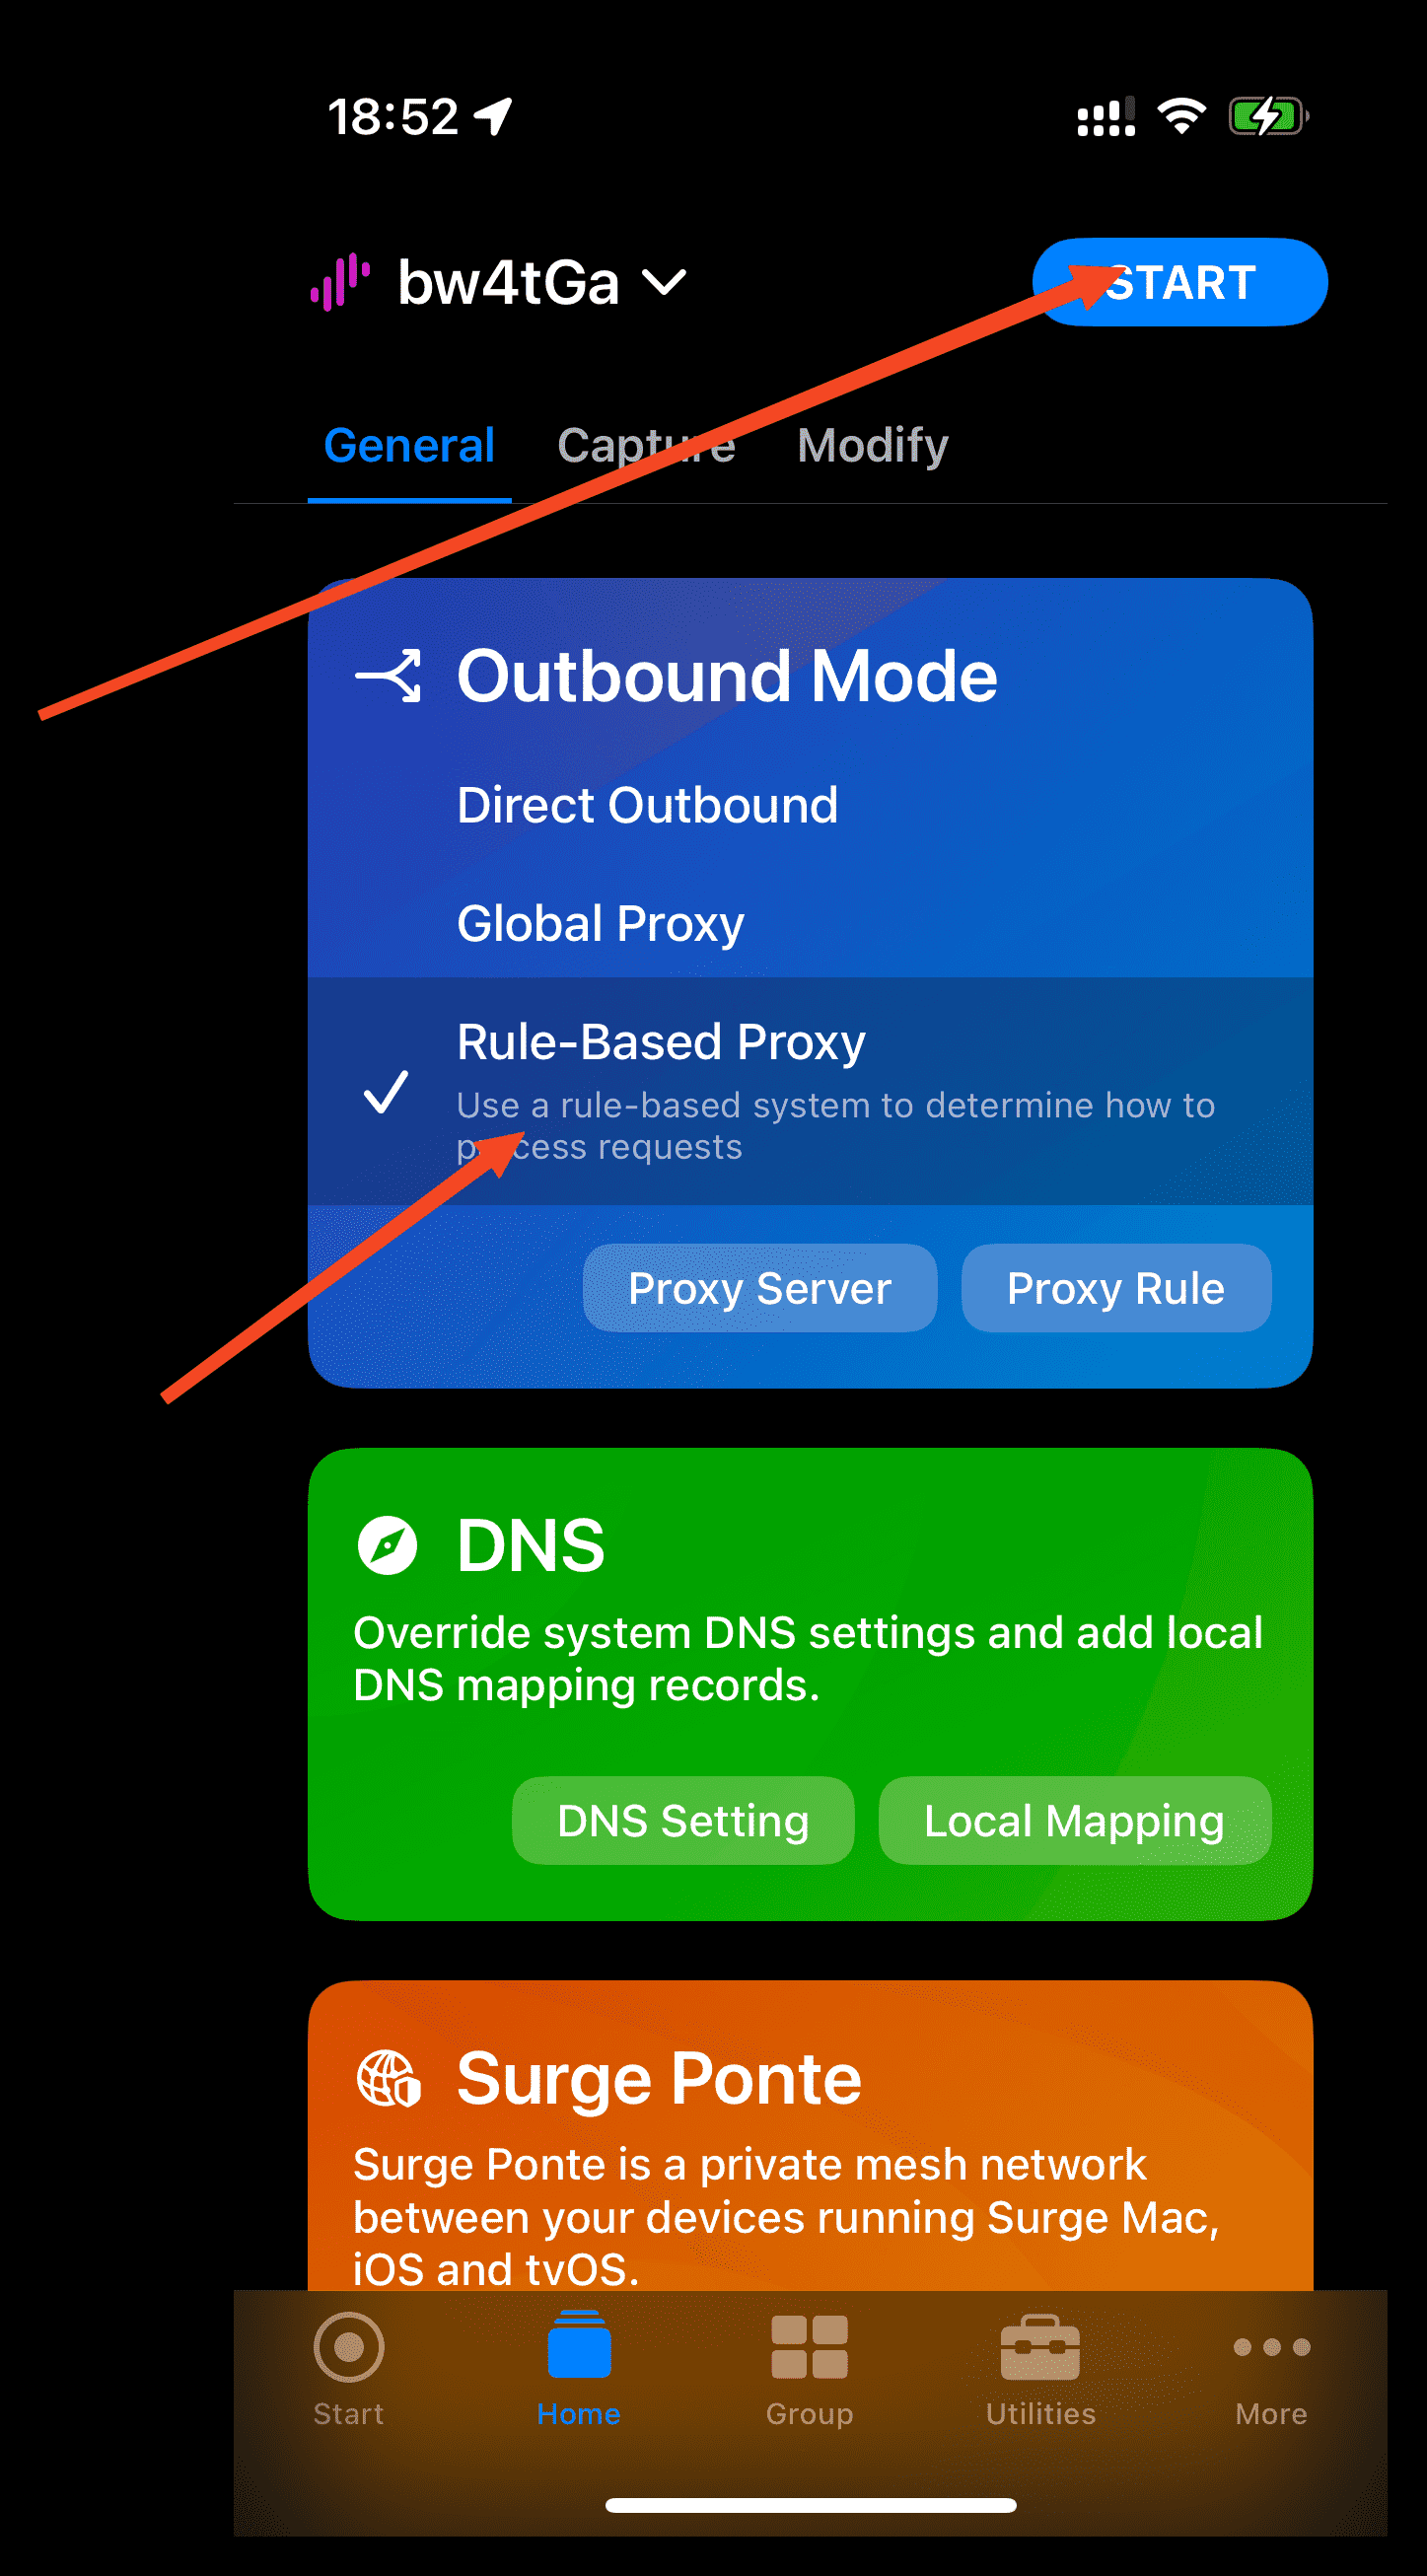 18:52
bw4tGa
START
General Capture Modify
Outbound Mode
Direct Outbound
Global Proxy
Rule-Based Proxy
Use a rule-based system to determine how to
process requests
Proxy Server Proxy Rule
DNS
Override system DNS settings and add local
DNS mapping records.
DNS Setting Local Mapping
Surge Ponte
Surge Ponte is a private mesh network
between your devices running Surge Mac,
iOS and tvOS.
Start Home Group Utilities More